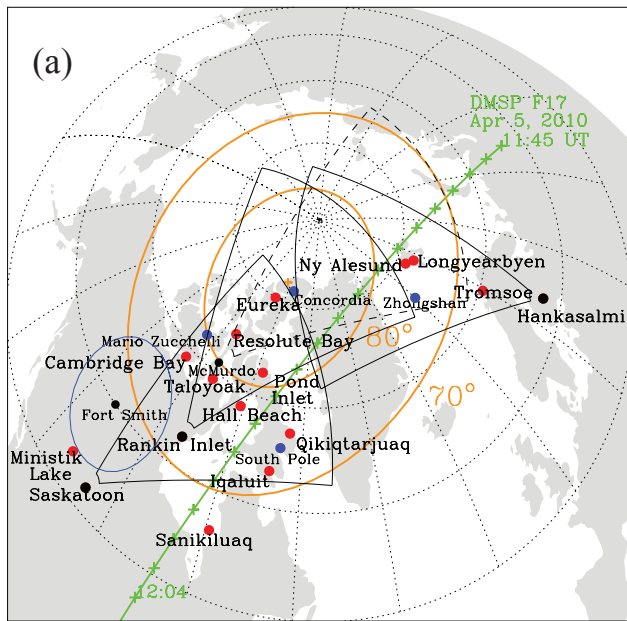 (a)
DMSP F17
Apr 5, 2010
11:45 UT
Ny Alesund
Longyearbyen
Eureka
Concordia
Zhongshan
Tromsoe
Hankasalmi
Mario Zucchelli
Resolute Bay
80°
Cambridge Bay
McMurdo
Taloyoak
Pond
Inlet
70°
Fort Smith
Hall Beach
Rankin Inlet
Qikiqtarjuaq
South Pole
Ministik
Lake
Iqaluit
Saskatoon
Sanikiluaq
12:04